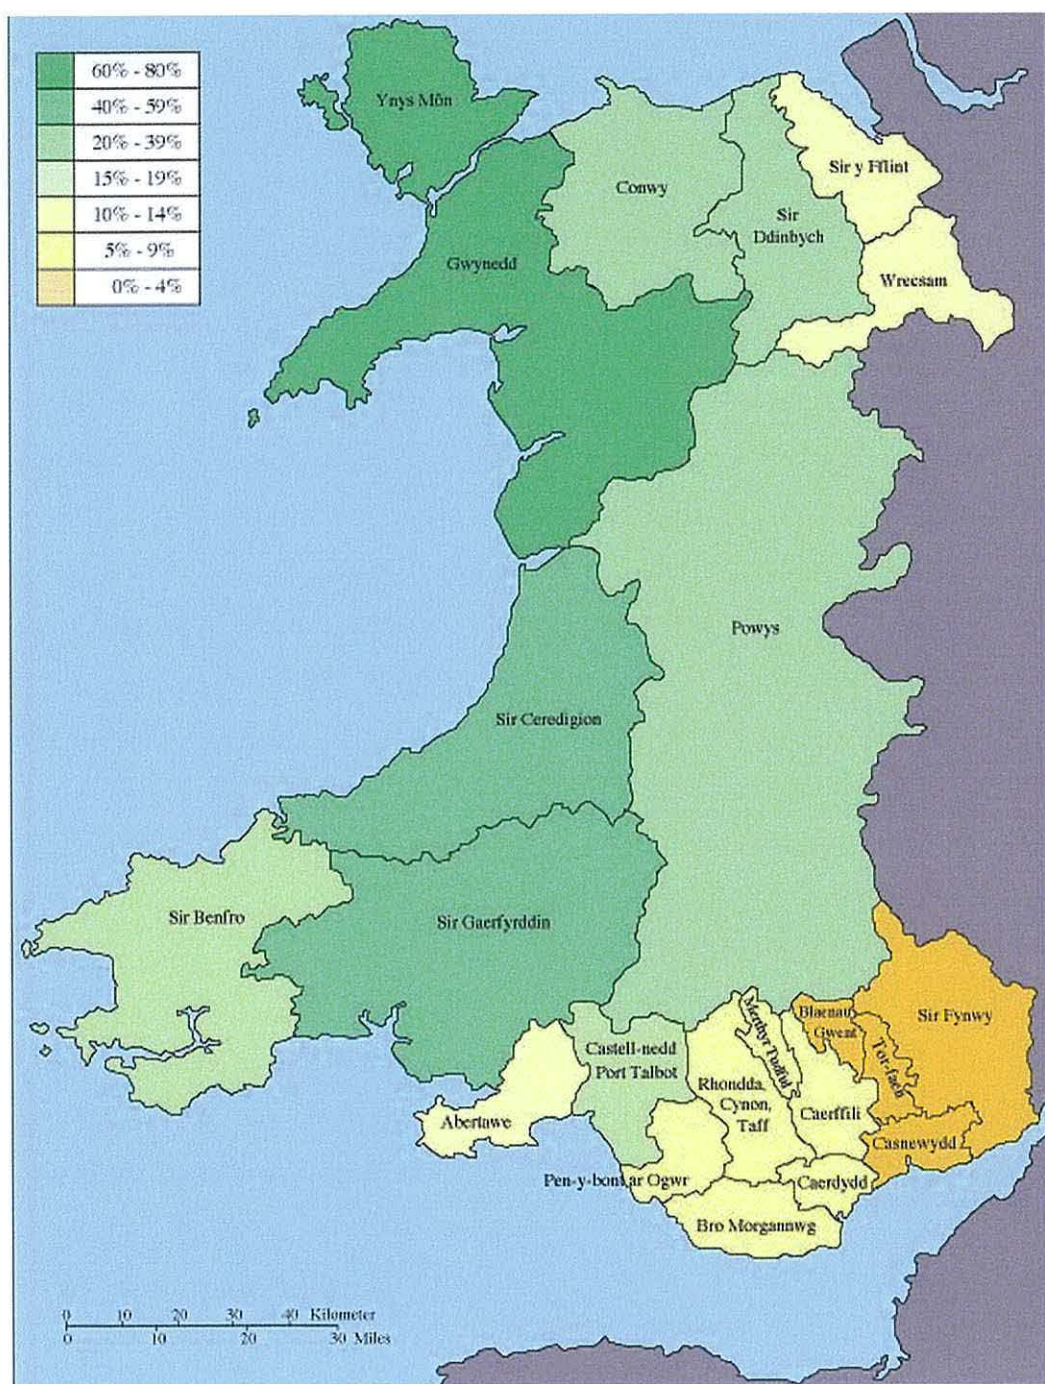 60% - 80%
40% - 59%
20% - 39%
15% - 19%
10% - 14%
5% - 9%
0% - 4%
Ynys Môn
Conwy
Sir y Fflint
Sir
Ddinbych
Gwynedd
Wrecsam
Powys
Sir Ceredigion
Sir Benfro
Sir Gaerfyrddin
Castell-nedd
Port Talbot
Abertawe
Pen-y-bont ar Ogwr
Rhondda,
Cynon,
Taff
Merthyr Tudful
Caerffili
Blaenau
Gwent
Tor-faen
Sir Fynwy
Casnewydd
Caerdydd
Bro Morgannwg
0 10 20 30 40 Kilometer
0 10 20 30 Miles